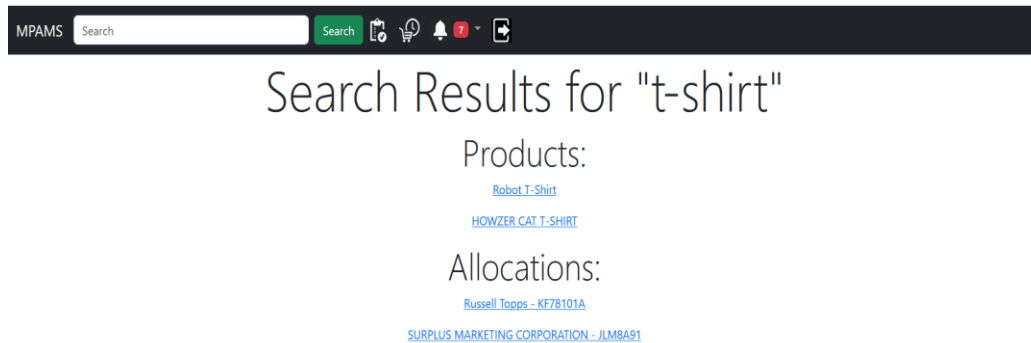 MPAMS Search Search 7
Search Results for "t-shirt"
Products:
Robot T-Shirt
HOWZER CAT T-SHIRT
Allocations:
Russell Topps - KF78101A
SURPLUS MARKETING CORPORATION - JLM8A91